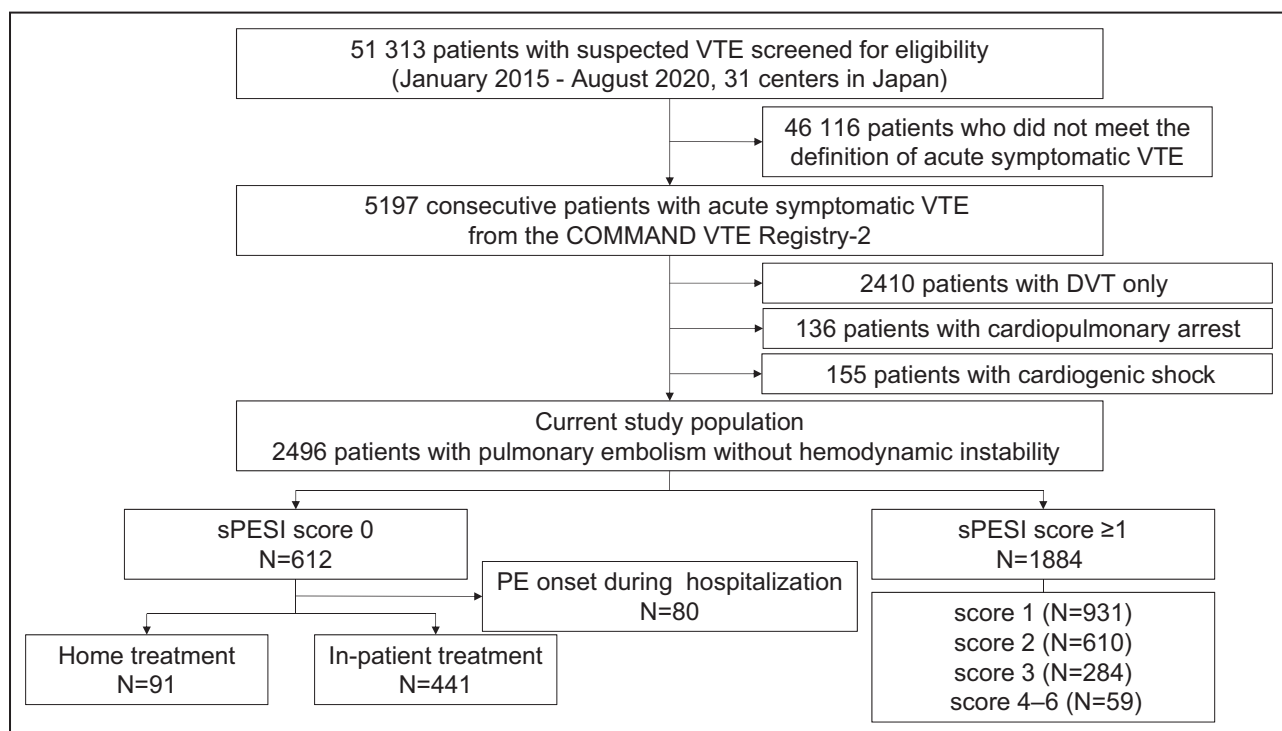 51 313 patients with suspected VTE screened for eligibility
(January 2015 - August 2020, 31 centers in Japan)
46 116 patients who did not meet the
definition of acute symptomatic VTE
5197 consecutive patients with acute symptomatic VTE
from the COMMAND VTE Registry-2
2410 patients with DVT only
136 patients with cardiopulmonary arrest
155 patients with cardiogenic shock
Current study population
2496 patients with pulmonary embolism without hemodynamic instability
sPESI score 0
N=612
sPESI score ≥1
N=1884
PE onset during hospitalization
N=80
Home treatment
N=91
In-patient treatment
N=441
score 1 (N=931)
score 2 (N=610)
score 3 (N=284)
score 4–6 (N=59)